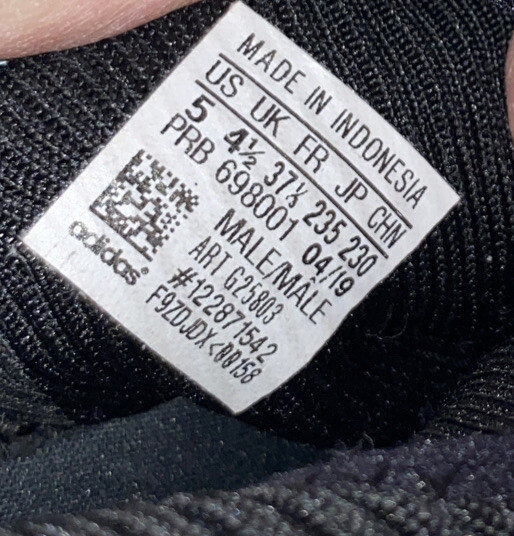 MADE IN INDONESIA
US UK FR JP CHN
5 4½ 37⅓ 235 230
PRB 698001 04/19
MALE/MÂLE
ART G25803
#122871542
F9ZDJDX<00158
adidas®